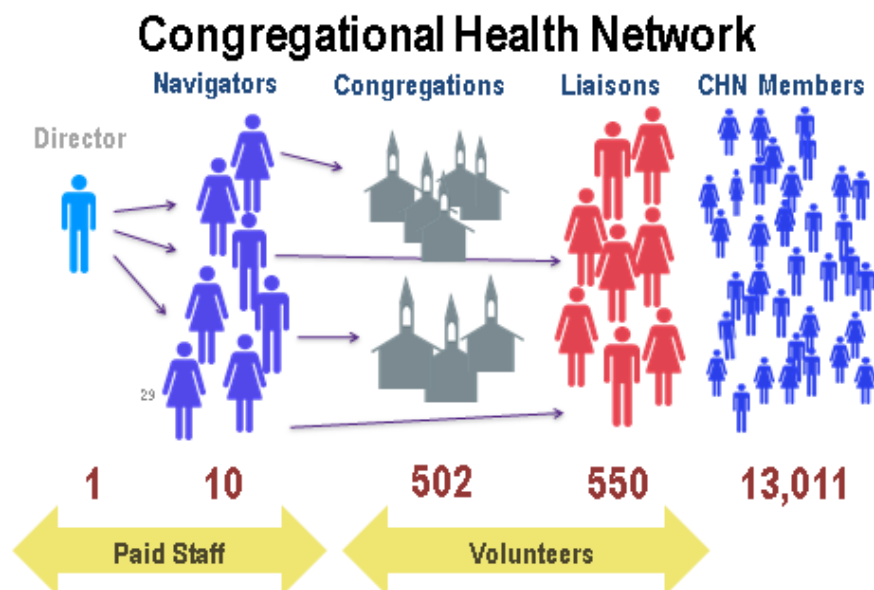 Congregational Health Network
Navigators Congregations Liaisons CHN Members
Director
29
1 10 502 550 13,011
Paid Staff Volunteers